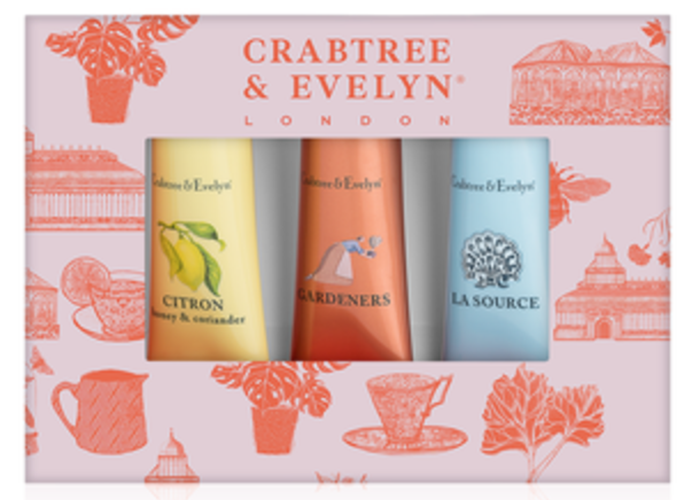 CRABTREE
& EVELYN®
LONDON
Crabtree & Evelyn®
CITRON
honey & coriander
Crabtree & Evelyn®
GARDENERS
Crabtree & Evelyn®
LA SOURCE